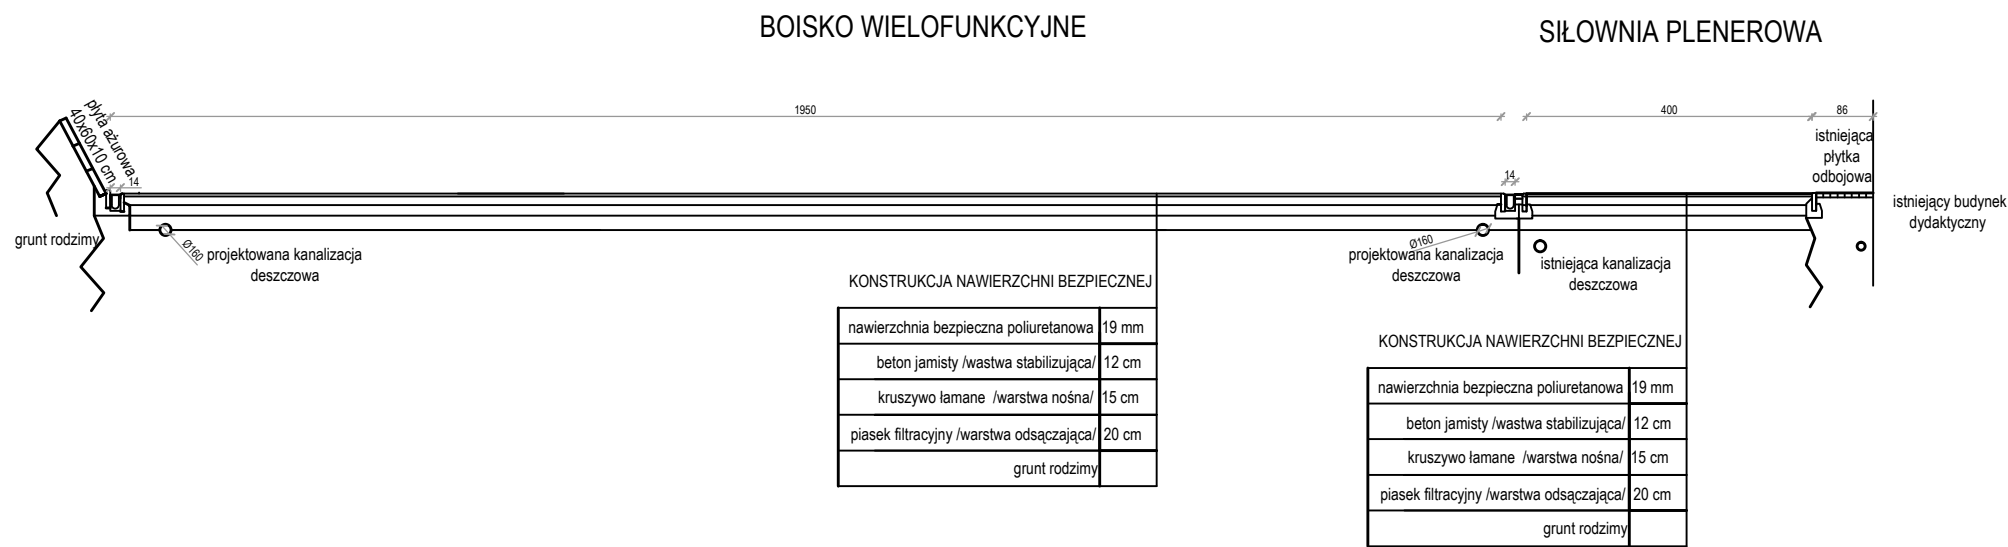 BOISKO WIELOFUNKCYJNE
SIŁOWNIA PLENEROWA
płyta ażurowa
40x60x10 cm
1950
400
86
14
14
istniejąca
płytka
odbojowa
istniejący budynek
dydaktyczny
grunt rodzimy
Ø160
projektowana kanalizacja
deszczowa
Ø160
projektowana kanalizacja
deszczowa
istniejąca kanalizacja
deszczowa
KONSTRUKCJA NAWIERZCHNI BEZPIECZNEJ
nawierzchnia bezpieczna poliuretanowa 19 mm
beton jamisty /wastwa stabilizująca/ 12 cm
kruszywo łamane /warstwa nośna/ 15 cm
piasek filtracyjny /warstwa odsączająca/ 20 cm
grunt rodzimy
KONSTRUKCJA NAWIERZCHNI BEZPIECZNEJ
nawierzchnia bezpieczna poliuretanowa 19 mm
beton jamisty /wastwa stabilizująca/ 12 cm
kruszywo łamane /warstwa nośna/ 15 cm
piasek filtracyjny /warstwa odsączająca/ 20 cm
grunt rodzimy